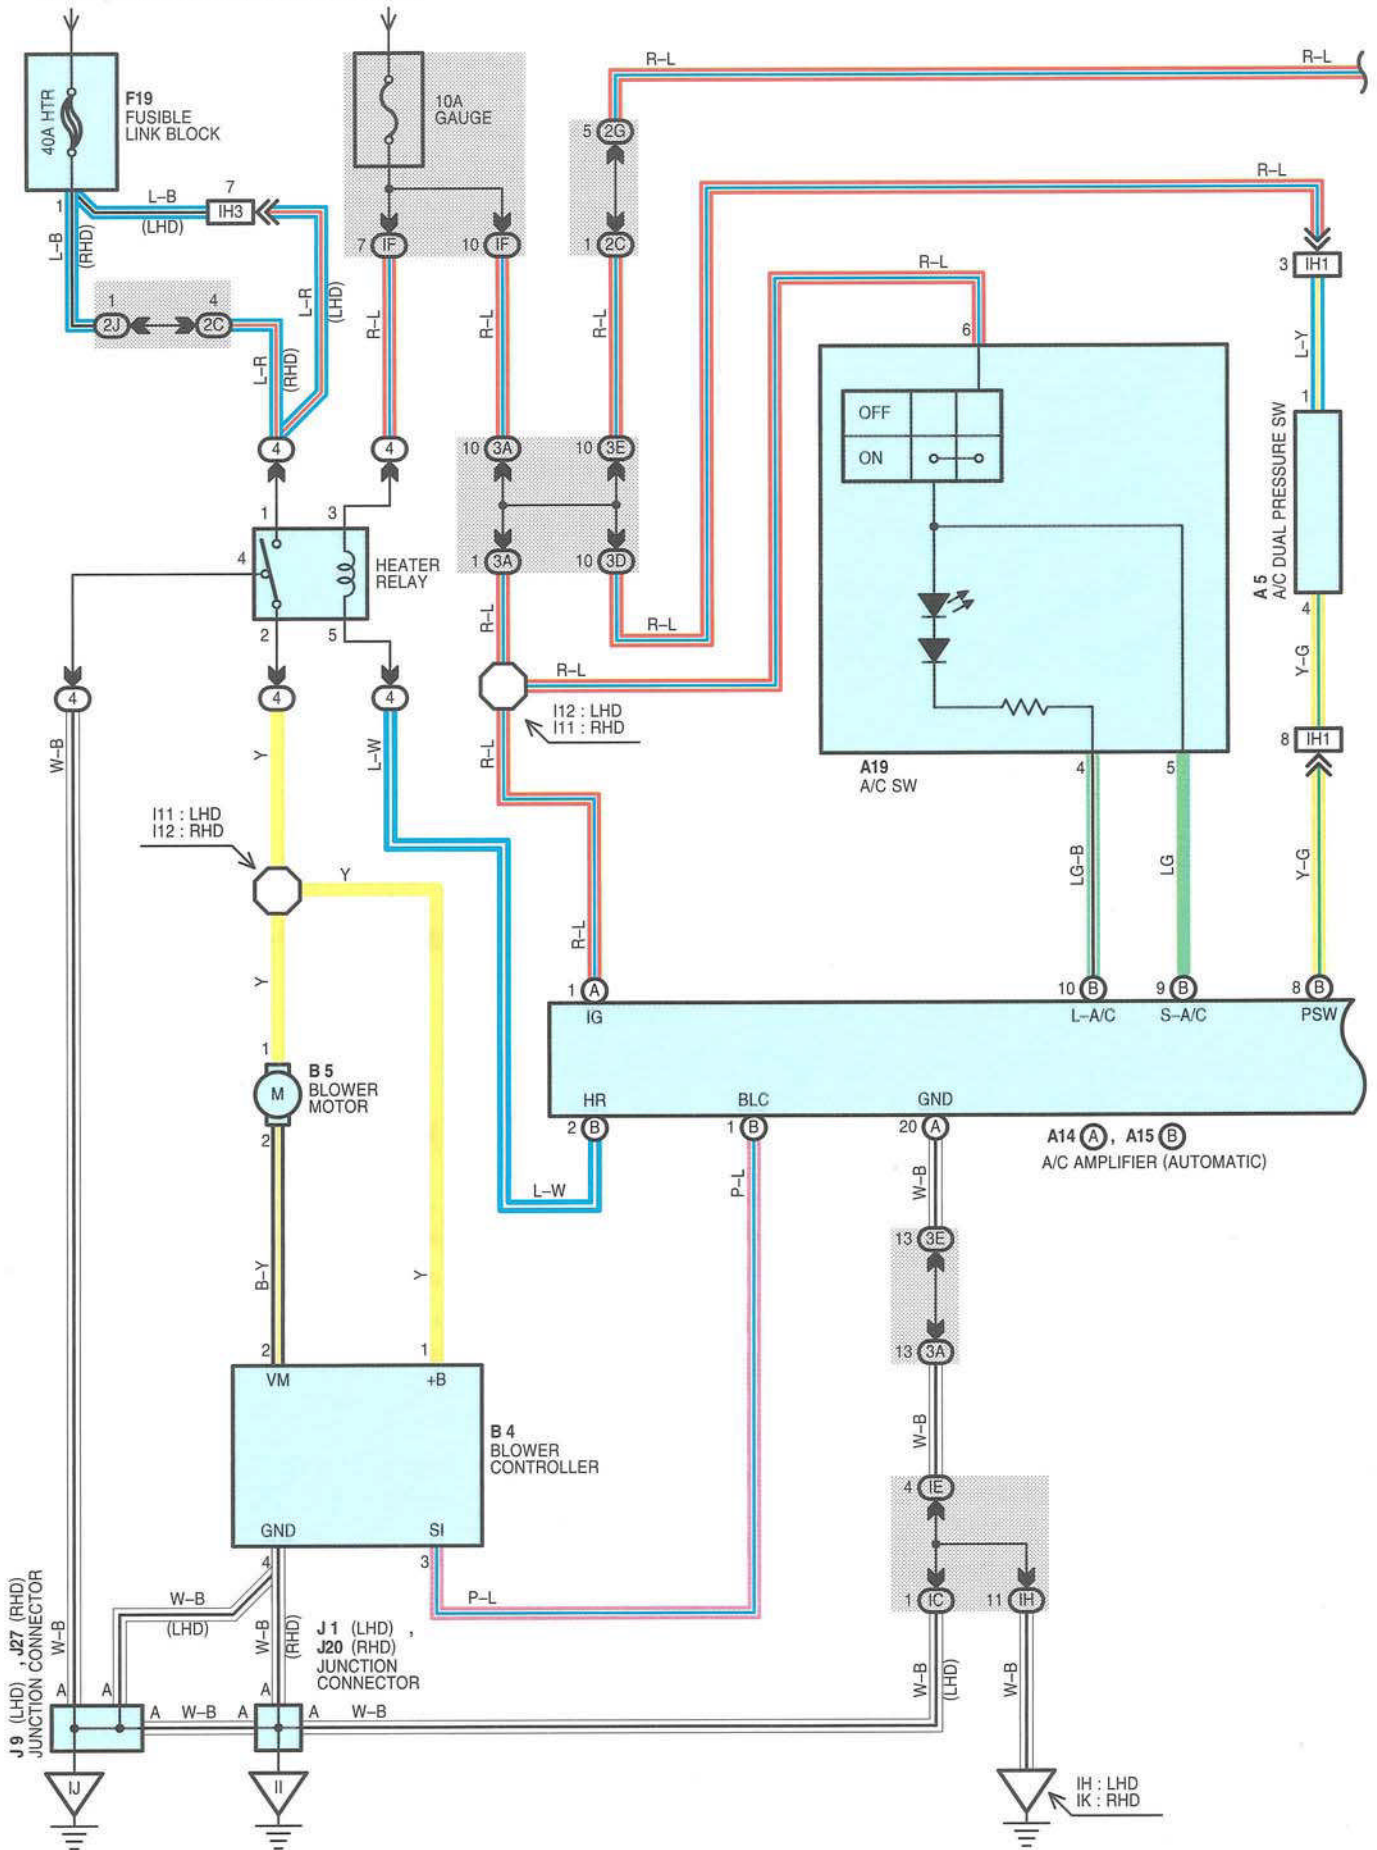 R–L
R–L
40A HTR
F19
FUSIBLE
LINK BLOCK
10A
GAUGE
5 2G
R–L
1
L–B
(LHD)
7
IH3
L–B
(RHD)
7 IF
10 IF
1 2C
3 IH1
R–L
1
2J
4
2C
L–R
(LHD)
R–L
R–L
R–L
6
L–Y
L–R
(RHD)
1
OFF
ON
4
4
10 3A
10 3E
A 5
A/C DUAL PRESSURE SW
1
3
4
HEATER
RELAY
2
5
1 3A
10 3D
R–L
R–L
4
Y–G
4
4
4
R–L
I12 : LHD
I11 : RHD
8 IH1
W–B
Y
L–W
R–L
A19
A/C SW
4
5
I11 : LHD
I12 : RHD
Y
LG–B
LG
Y–G
Y
R–L
1 A
IG
10 B
L–A/C
9 B
S–A/C
8 B
PSW
1
M
B 5
BLOWER
MOTOR
2
HR
2 B
BLC
1 B
GND
20 A
A14 A , A15 B
A/C AMPLIFIER (AUTOMATIC)
L–W
P–L
W–B
13 3E
B–Y
Y
2
VM
1
+B
13 3A
B 4
BLOWER
CONTROLLER
W–B
4 IE
GND
SI
4
3
P–L
1 IC
11 IH
W–B
(LHD)
W–B
W–B
(RHD)
J 1 (LHD) ,
J20 (RHD)
JUNCTION
CONNECTOR
W–B
(LHD)
W–B
J 9 (LHD) , J27 (RHD)
JUNCTION CONNECTOR
A
A
A
W–B
A
A
A
W–B
IJ
II
IH : LHD
IK : RHD